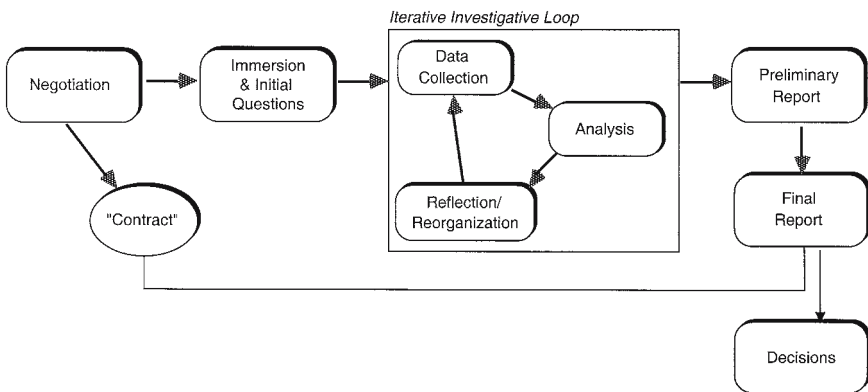 Iterative Investigative Loop
Negotiation
Immersion
& Initial
Questions
Data
Collection
Analysis
Reflection/
Reorganization
Preliminary
Report
"Contract"
Final
Report
Decisions